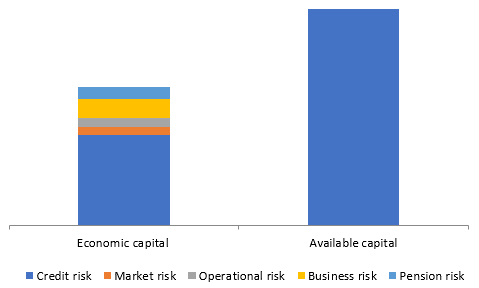 Economic capital Available capital
Credit risk Market risk Operational risk Business risk Pension risk